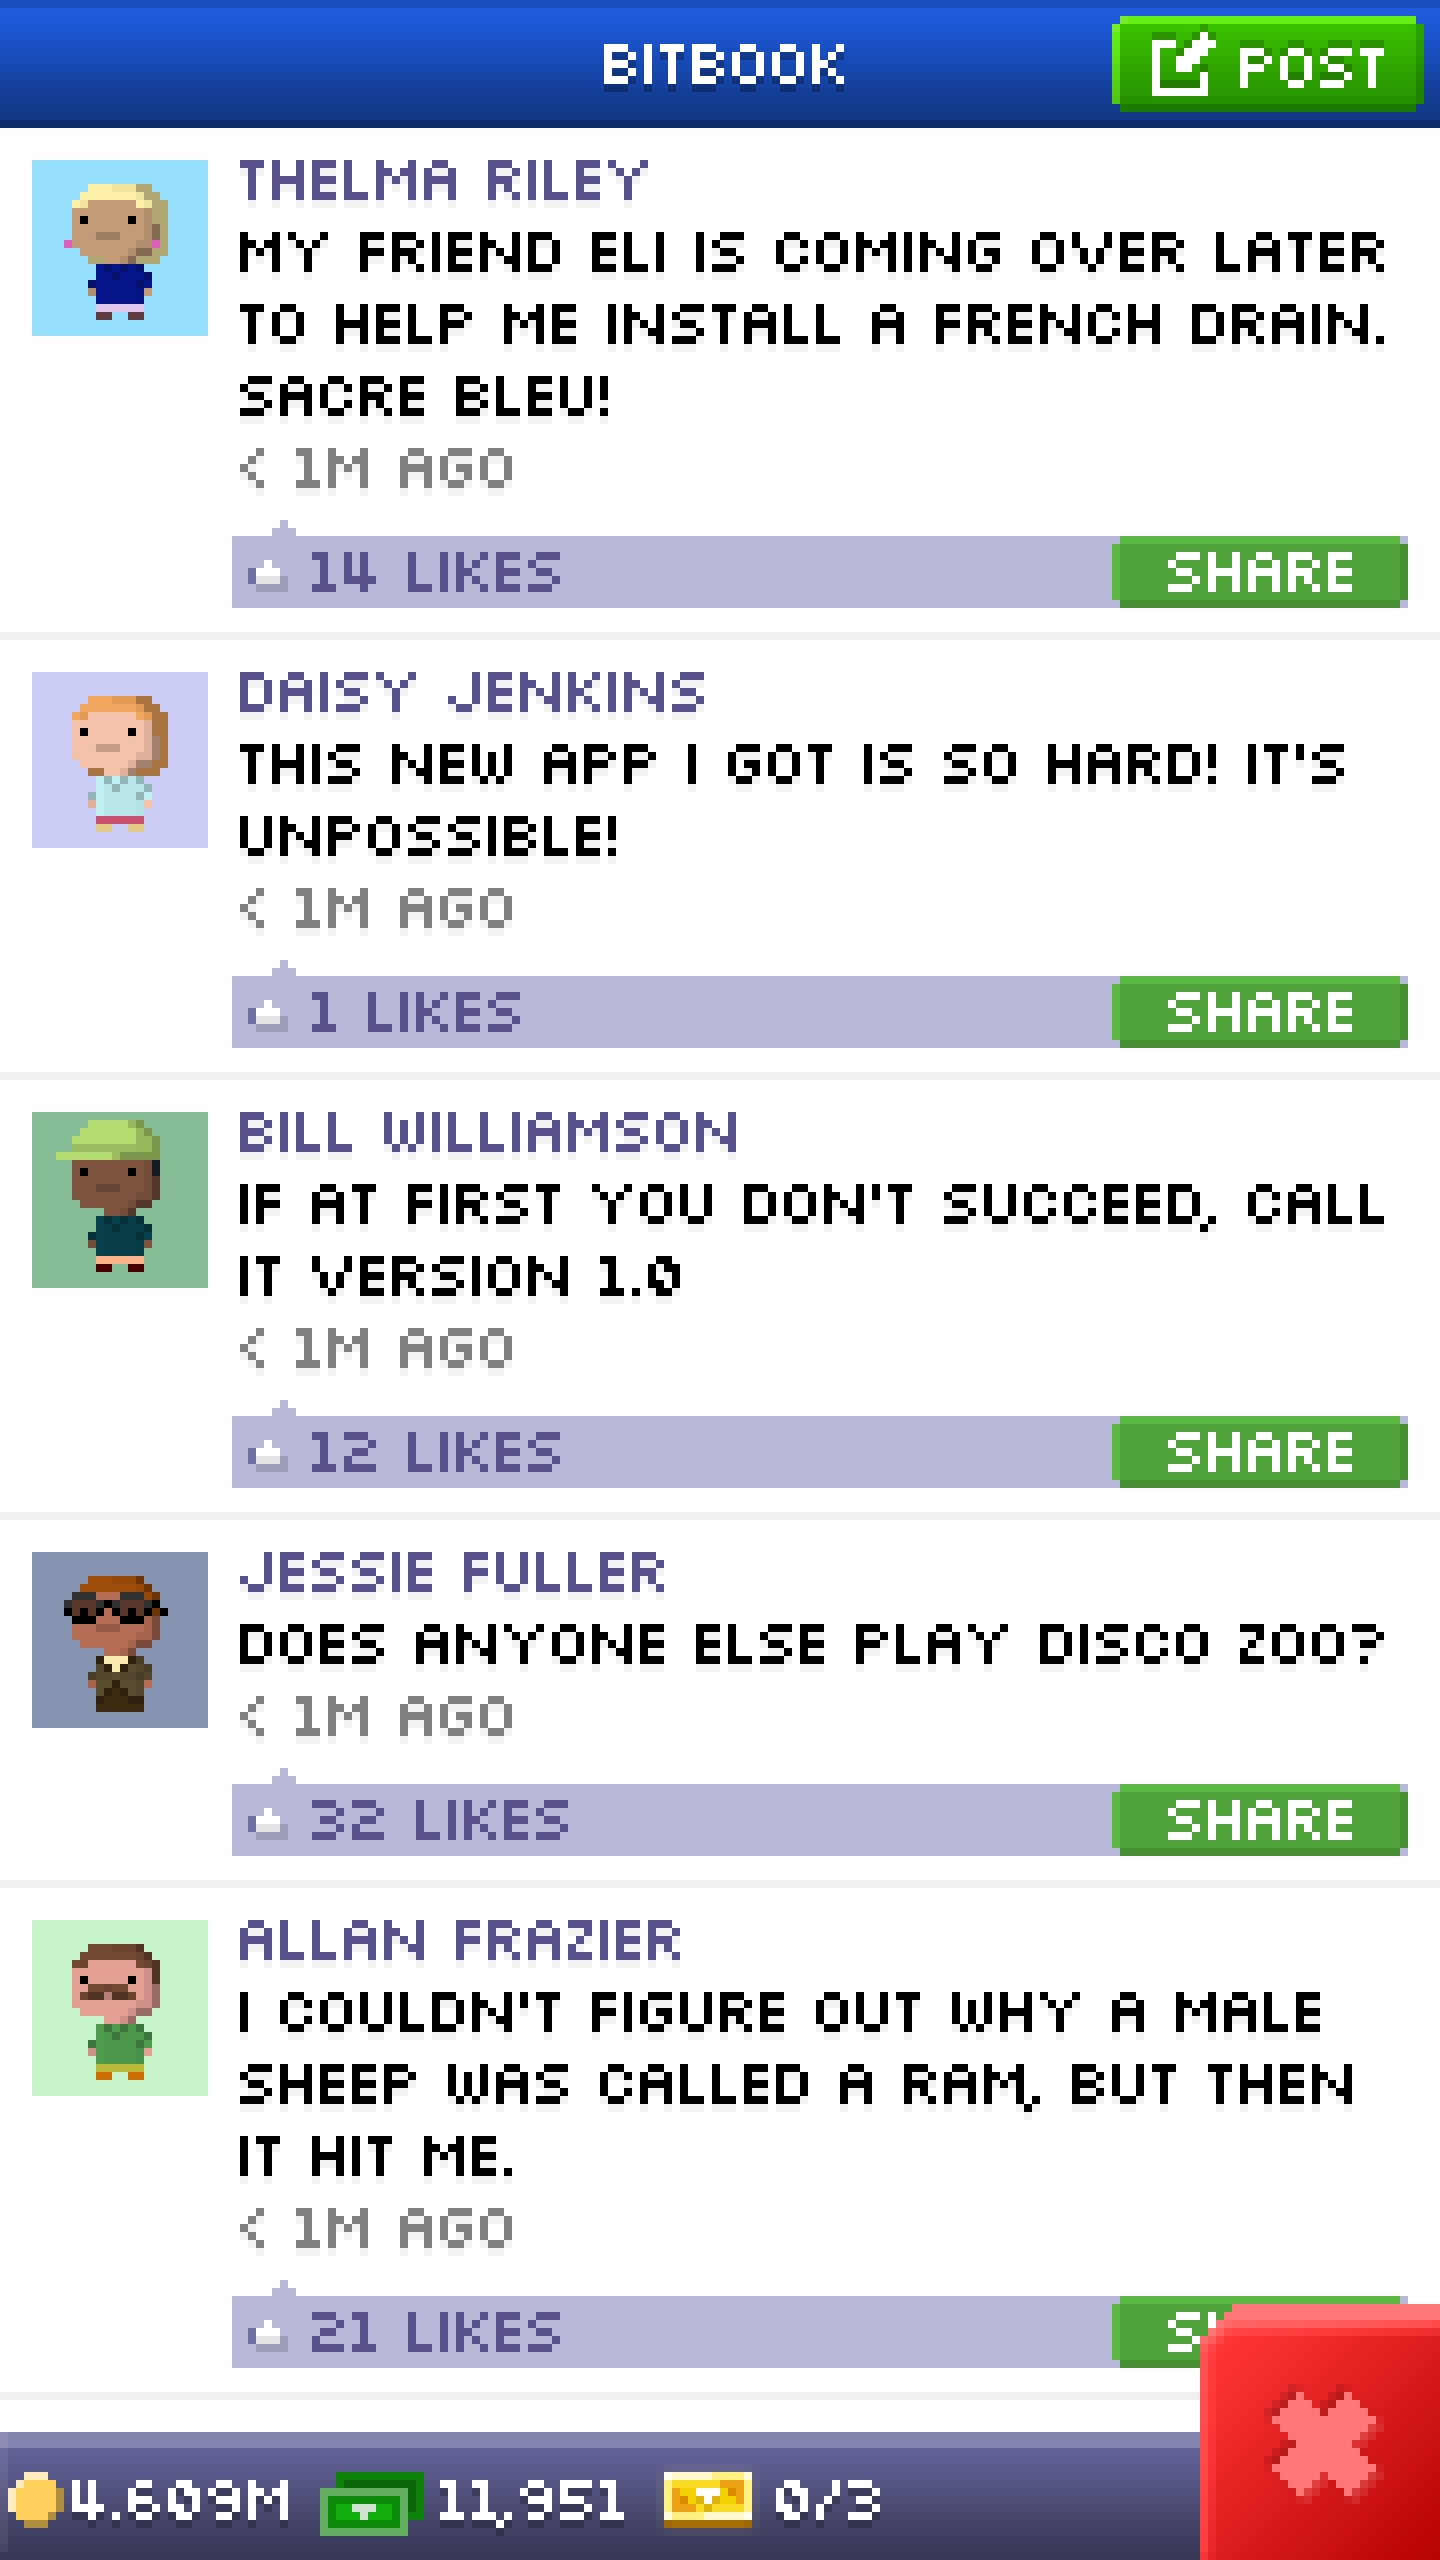 BITBOOK
POST
THELMA RILEY
MY FRIEND ELI IS COMING OVER LATER
TO HELP ME INSTALL A FRENCH DRAIN.
SACRE BLEU!
< 1M AGO
14 LIKES
SHARE
DAISY JENKINS
THIS NEW APP I GOT IS SO HARD! IT'S
UNPOSSIBLE!
< 1M AGO
1 LIKES
SHARE
BILL WILLIAMSON
IF AT FIRST YOU DON'T SUCCEED, CALL
IT VERSION 1.0
< 1M AGO
12 LIKES
SHARE
JESSIE FULLER
DOES ANYONE ELSE PLAY DISCO ZOO?
< 1M AGO
32 LIKES
SHARE
ALLAN FRAZIER
I COULDN'T FIGURE OUT WHY A MALE
SHEEP WAS CALLED A RAM, BUT THEN
IT HIT ME.
< 1M AGO
21 LIKES
4.609M
11,951
0/3